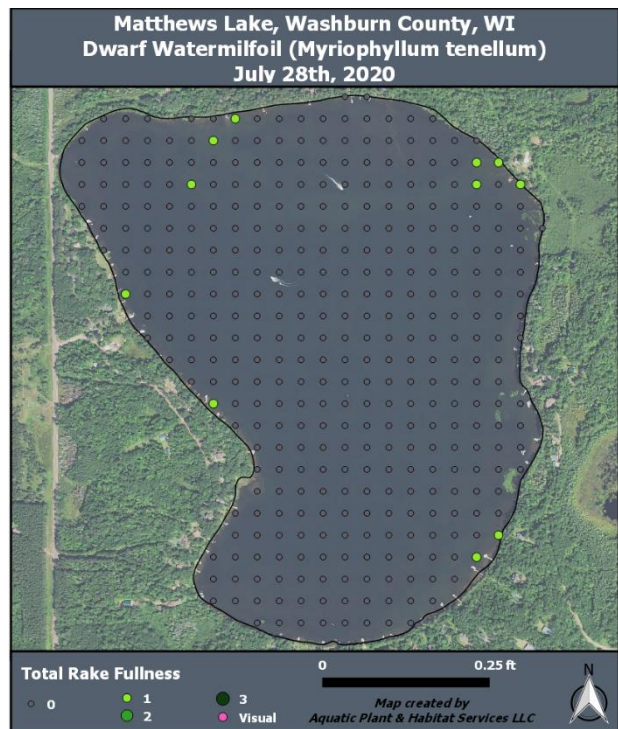 Matthews Lake, Washburn County, WI
Dwarf Watermilfoil (Myriophyllum tenellum)
July 28th, 2020
Total Rake Fullness
0
1
2
3
Visual
0 0.25 ft
Map created by
Aquatic Plant & Habitat Services LLC
N